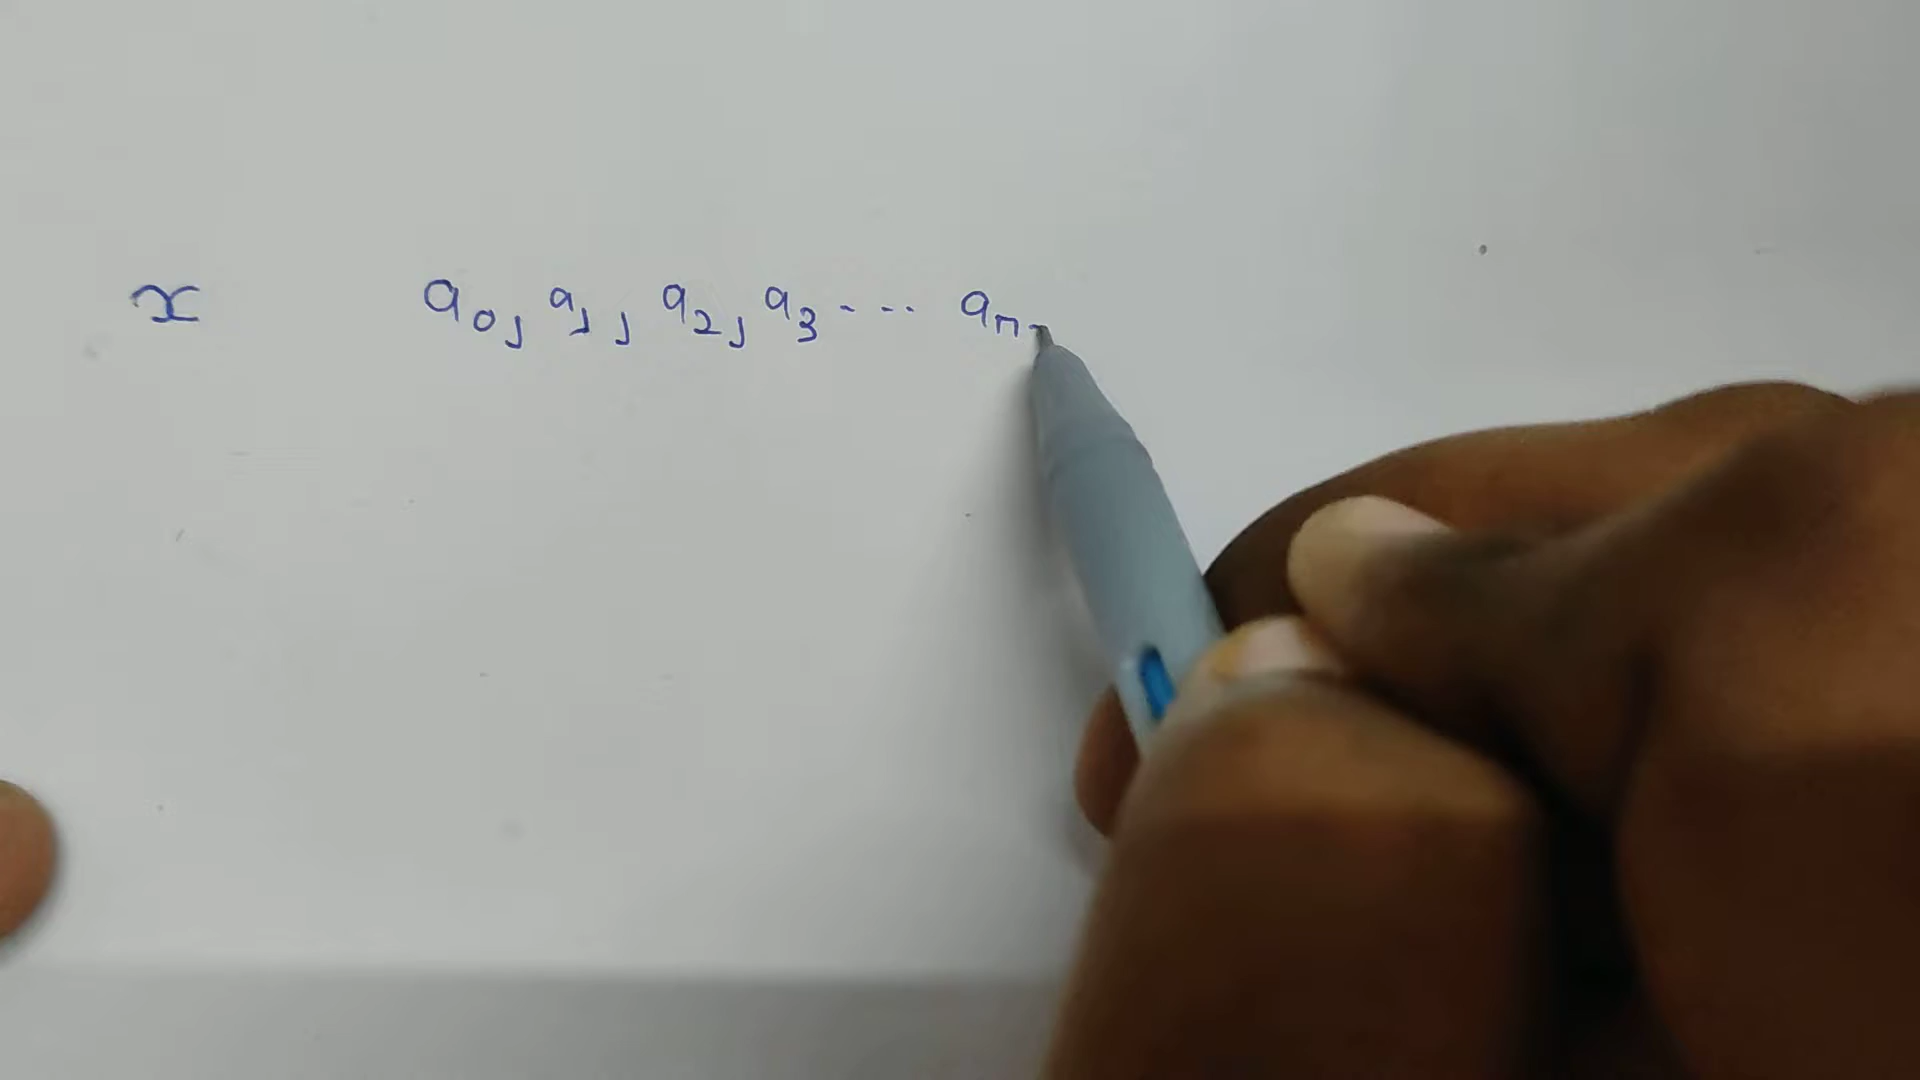 x a₀, a₁, a₂, a₃ --- aₙ-